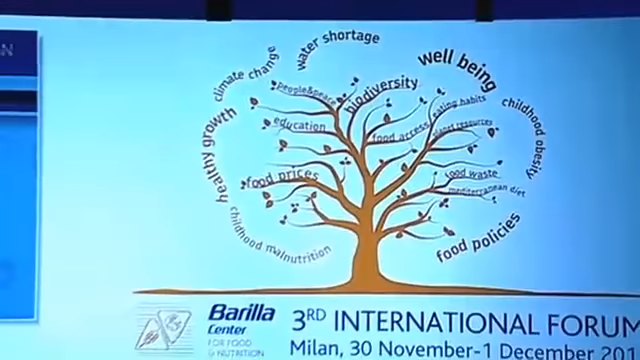 N
water shortage
climate change
well being
people&peace
biodiversity
eating habits
childhood obesity
healthy growth
education
food access
planet resources
food prices
food waste
mediterranean diet
childhood malnutrition
food policies
Barilla
Center
FOR FOOD
& NUTRITION
3RD INTERNATIONAL FORUM
Milan, 30 November-1 December 201